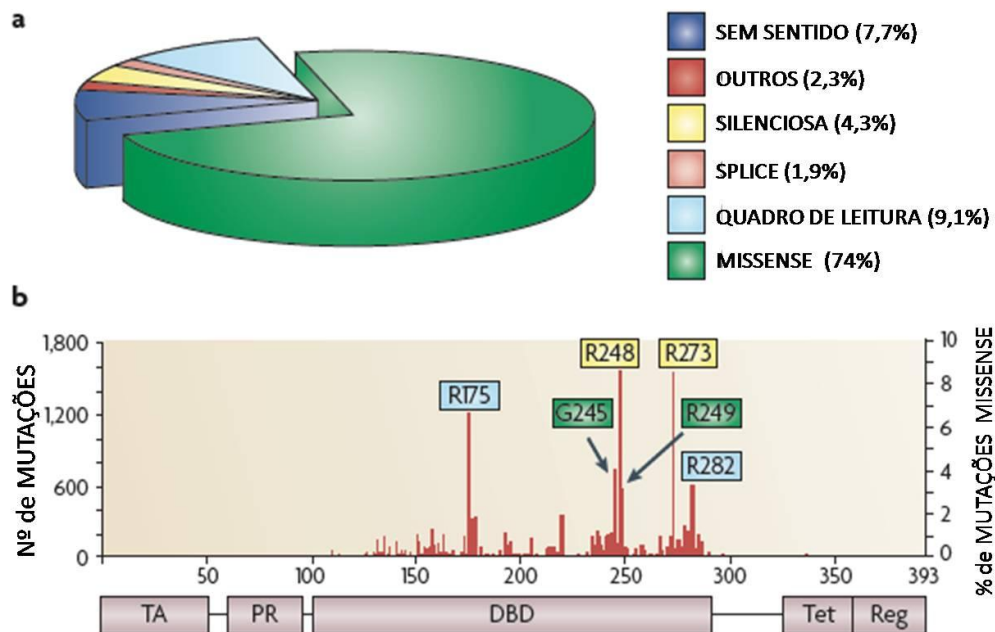 a
SEM SENTIDO (7,7%)
OUTROS (2,3%)
SILENCIOSA (4,3%)
SPLICE (1,9%)
QUADRO DE LEITURA (9,1%)
MISSENSE (74%)
b
Nº de MUTAÇÕES
1,800
1,200
600
0
R175
G245
R248
R273
R249
R282
10
8
6
4
2
0
% de MUTAÇÕES MISSENSE
50 100 150 200 250 300 350 393
TA PR DBD Tet Reg